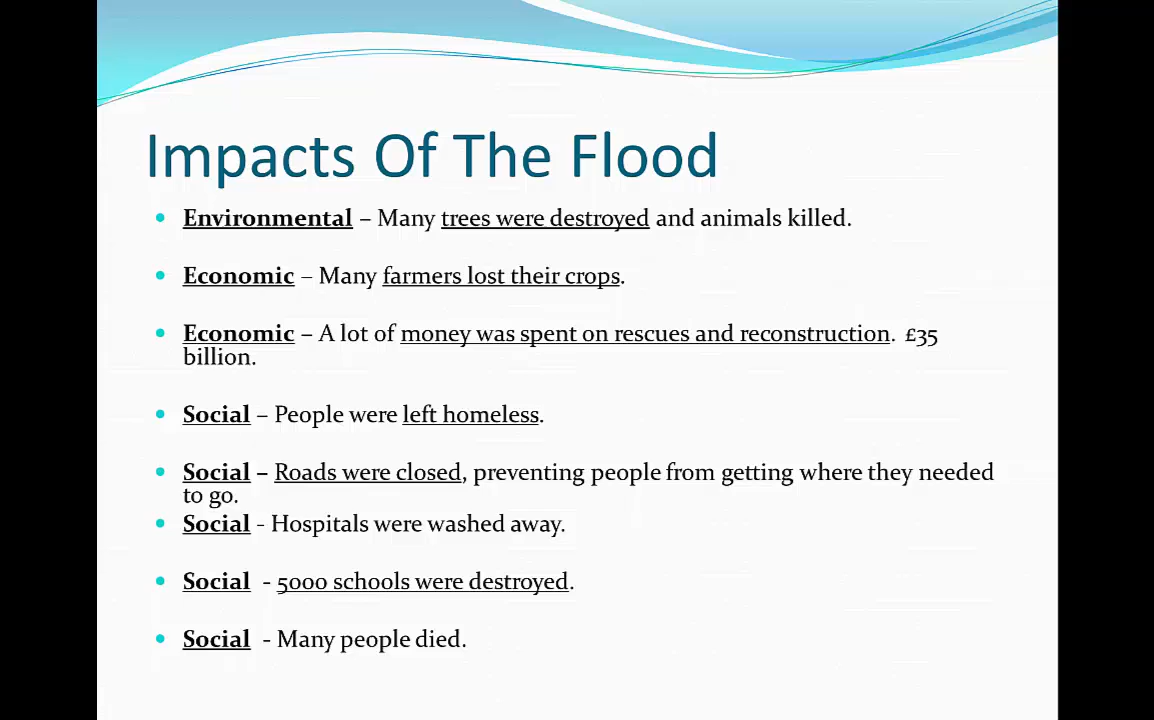 Impacts Of The Flood
Environmental – Many trees were destroyed and animals killed.
Economic – Many farmers lost their crops.
Economic – A lot of money was spent on rescues and reconstruction. £35
billion.
Social – People were left homeless.
Social – Roads were closed, preventing people from getting where they needed
to go.
Social - Hospitals were washed away.
Social - 5000 schools were destroyed.
Social - Many people died.